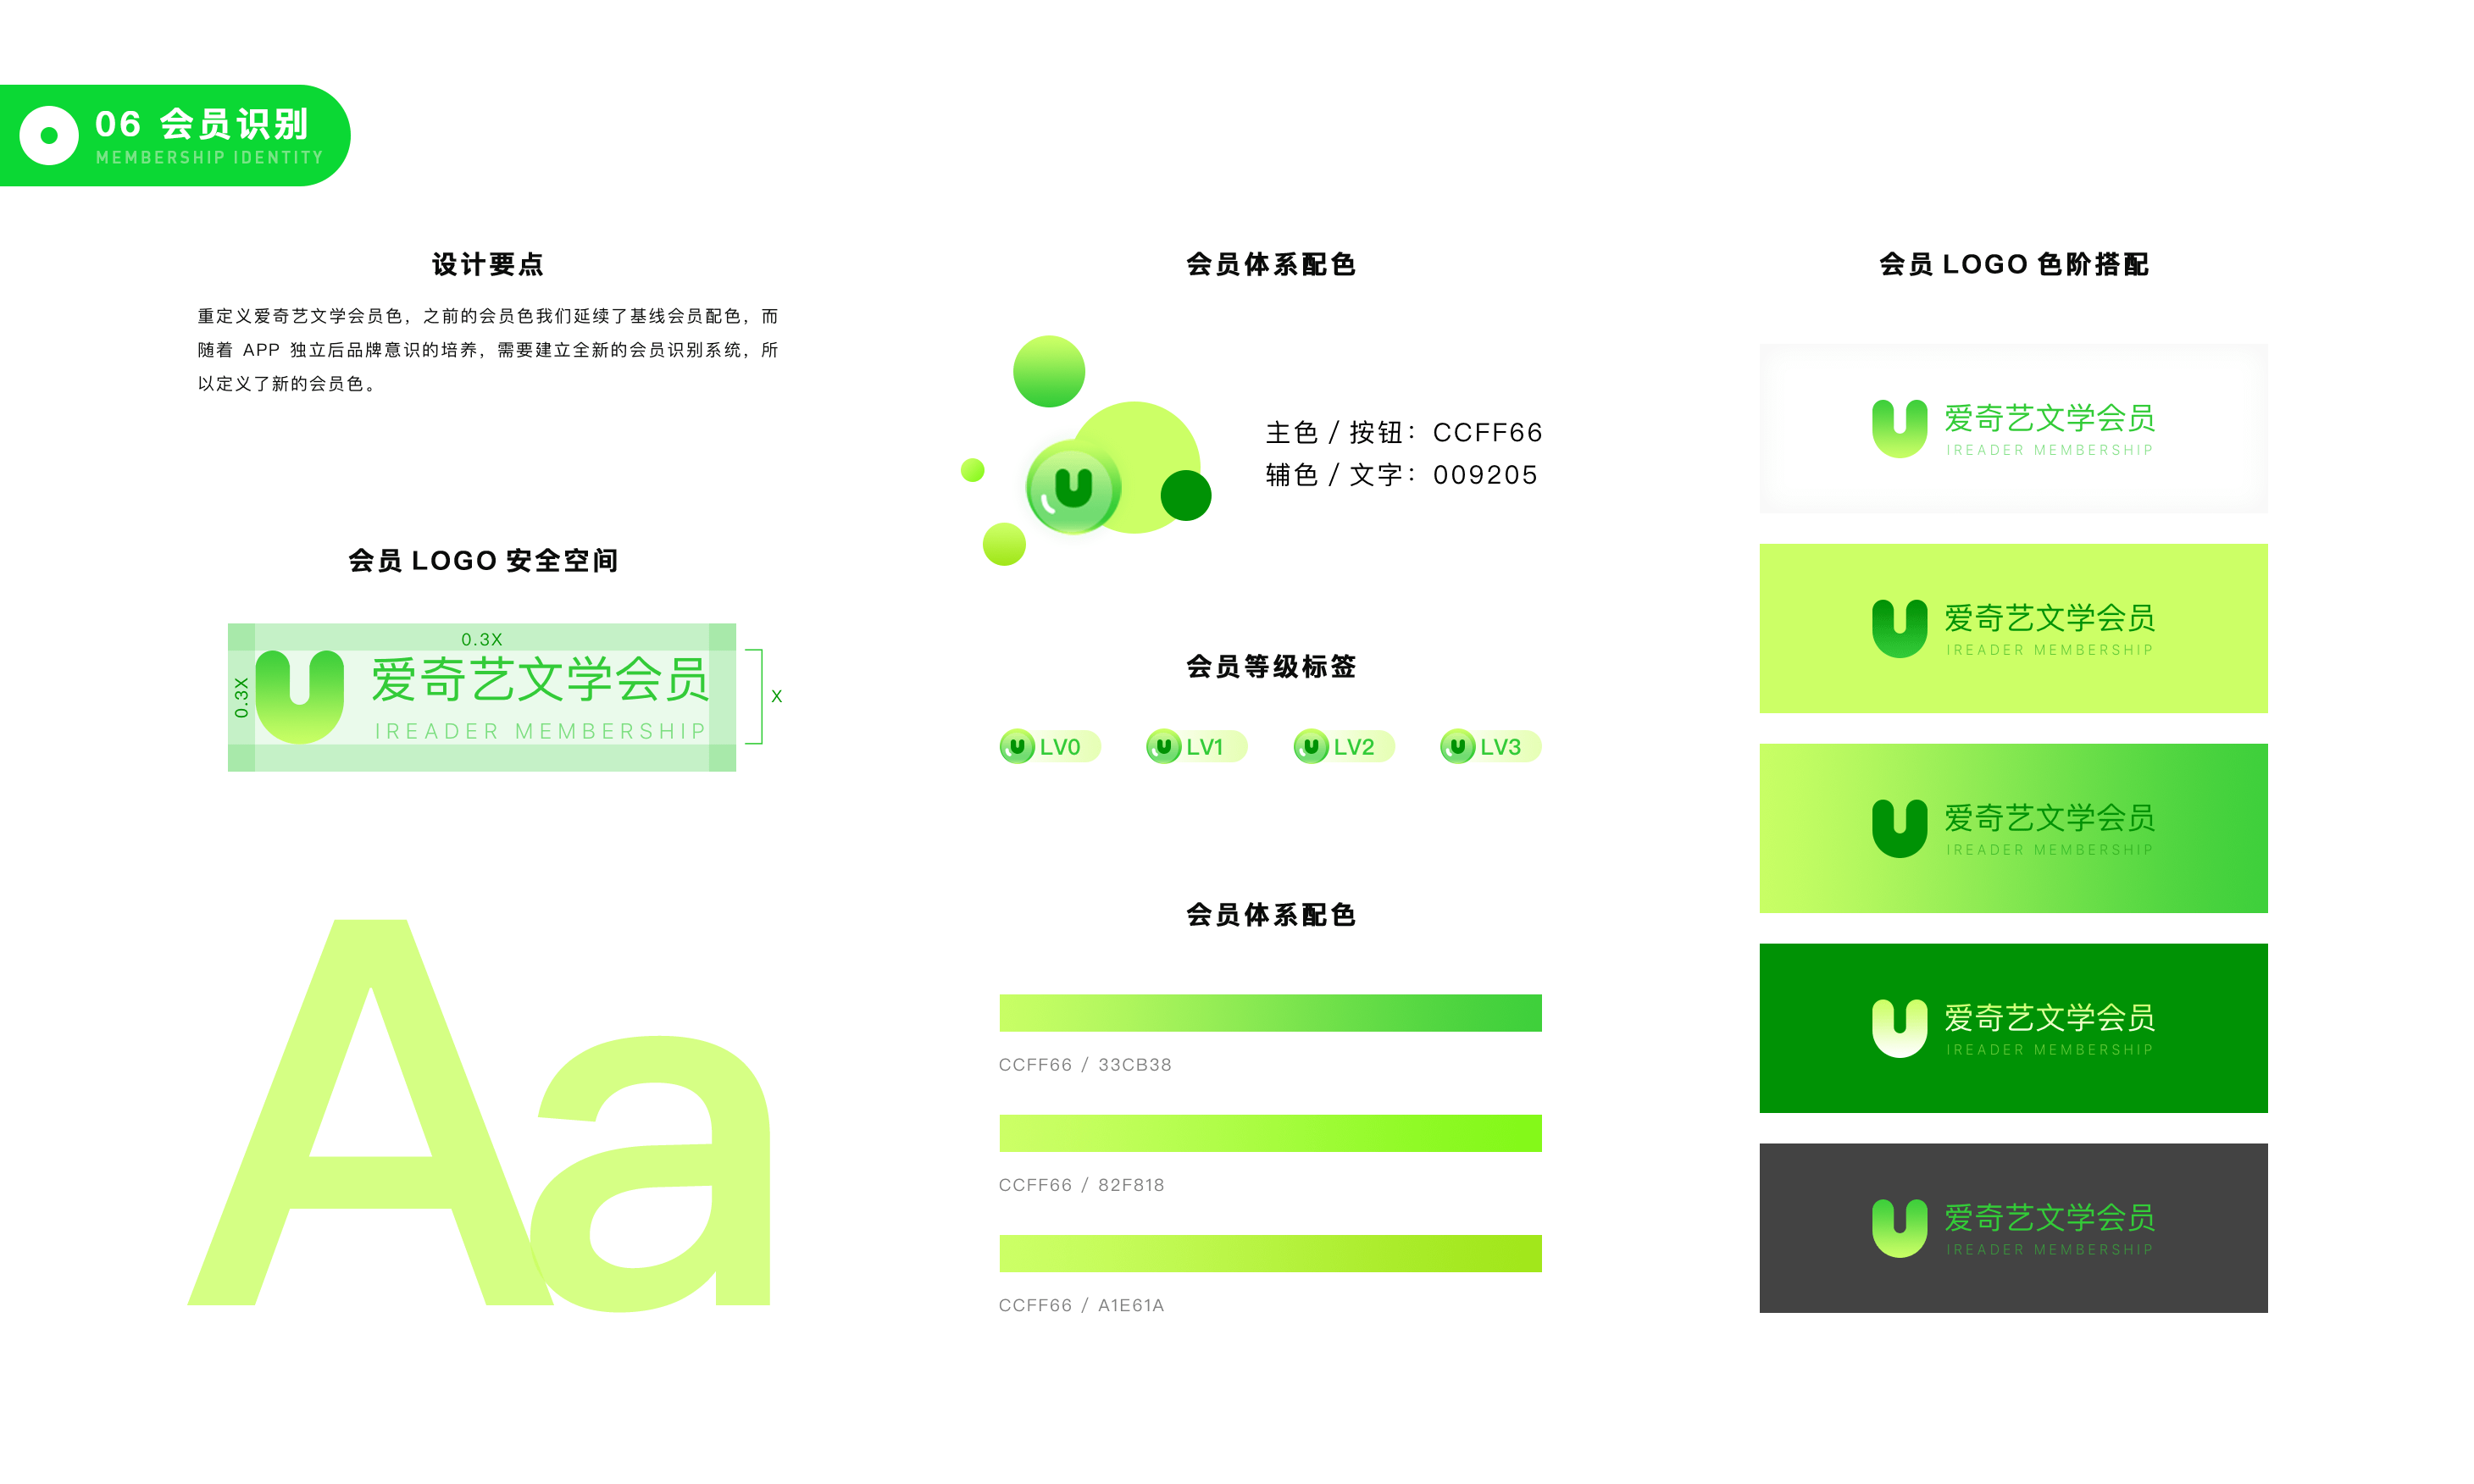 06 会员识别
MEMBERSHIP IDENTITY
设计要点
重定义爱奇艺文学会员色，之前的会员色我们延续了基线会员配色，而
随着 APP 独立后品牌意识的培养，需要建立全新的会员识别系统，所
以定义了新的会员色。
会员 LOGO 安全空间
0.3X
0.3X
爱奇艺文学会员
IREADER MEMBERSHIP
X
Aa
会员体系配色
主色 / 按钮：CCFF66
辅色 / 文字：009205
会员等级标签
LV0
LV1
LV2
LV3
会员体系配色
CCFF66 / 33CB38
CCFF66 / 82F818
CCFF66 / A1E61A
会员 LOGO 色阶搭配
爱奇艺文学会员
IREADER MEMBERSHIP
爱奇艺文学会员
IREADER MEMBERSHIP
爱奇艺文学会员
IREADER MEMBERSHIP
爱奇艺文学会员
IREADER MEMBERSHIP
爱奇艺文学会员
IREADER MEMBERSHIP